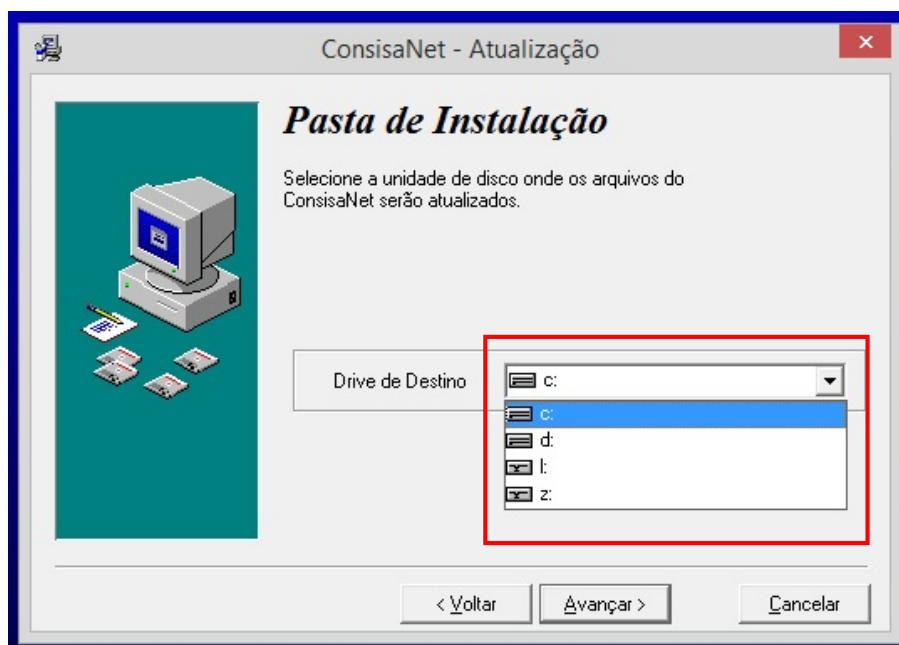 ConsisaNet - Atualização
Pasta de Instalação
Selecione a unidade de disco onde os arquivos do
ConsisaNet serão atualizados.
Drive de Destino
c:
c:
d:
l:
z:
< Voltar
Avançar >
Cancelar